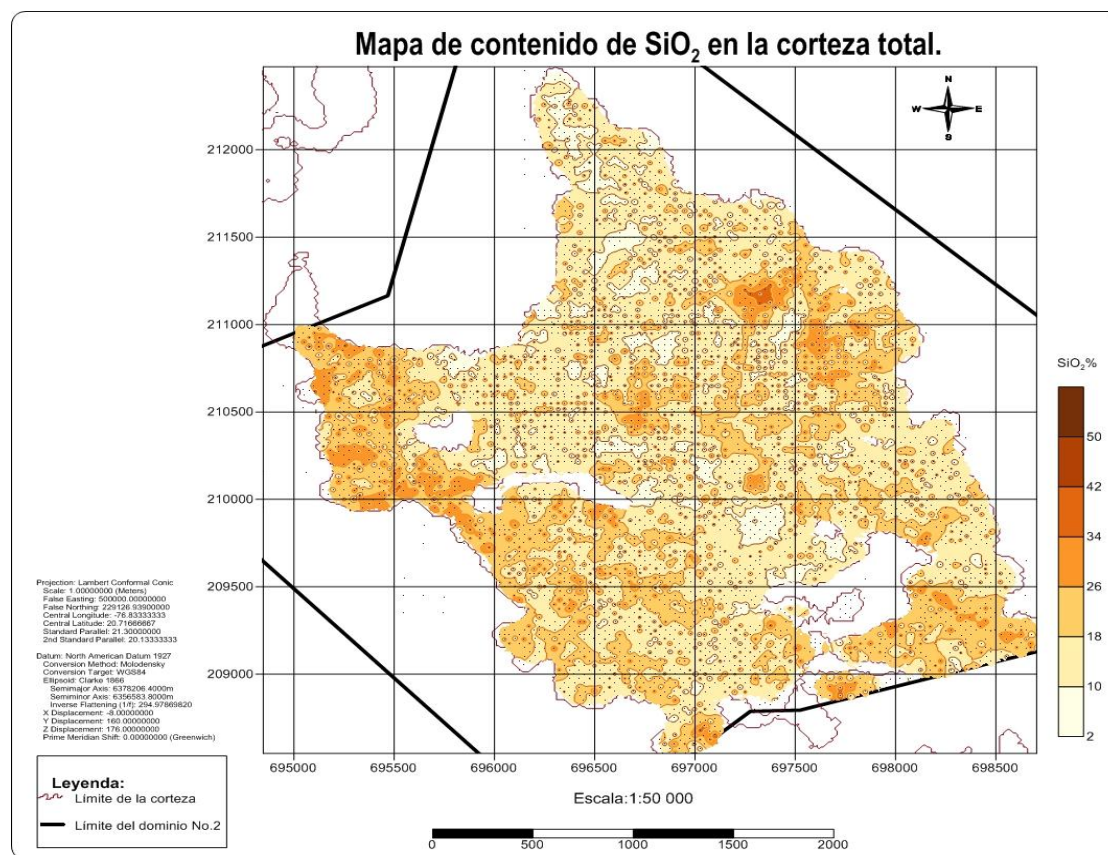 Mapa de contenido de SiO₂ en la corteza total.
N
W E
S
212000
211500
211000
210500
210000
209500
209000
695000 695500 696000 696500 697000 697500 698000 698500
SiO₂%
50
42
34
26
18
10
2
Projection: Lambert Conformal Conic
Scale: 1.00000000 (Meters)
False Easting: 500000.00000000
False Northing: 229126.93900000
Central Longitude: -76.83333333
Central Latitude: 20.71666667
Standard Parallel: 21.30000000
2nd Standard Parallel: 20.13333333
Datum: North American Datum 1927
Conversion Method: Molodensky
Conversion Target: WGS84
Ellipsoid: Clarke 1866
Semimajor Axis: 6378206.4000m
Semiminor Axis: 6356583.8000m
Inverse Flattening (1/f): 294.97869820
X Displacement: -8.00000000
Y Displacement: 160.00000000
Z Displacement: 176.00000000
Prime Meridian Shift: 0.00000000 (Greenwich)
Leyenda:
Límite de la corteza
Límite del dominio No.2
Escala:1:50 000
0 500 1000 1500 2000